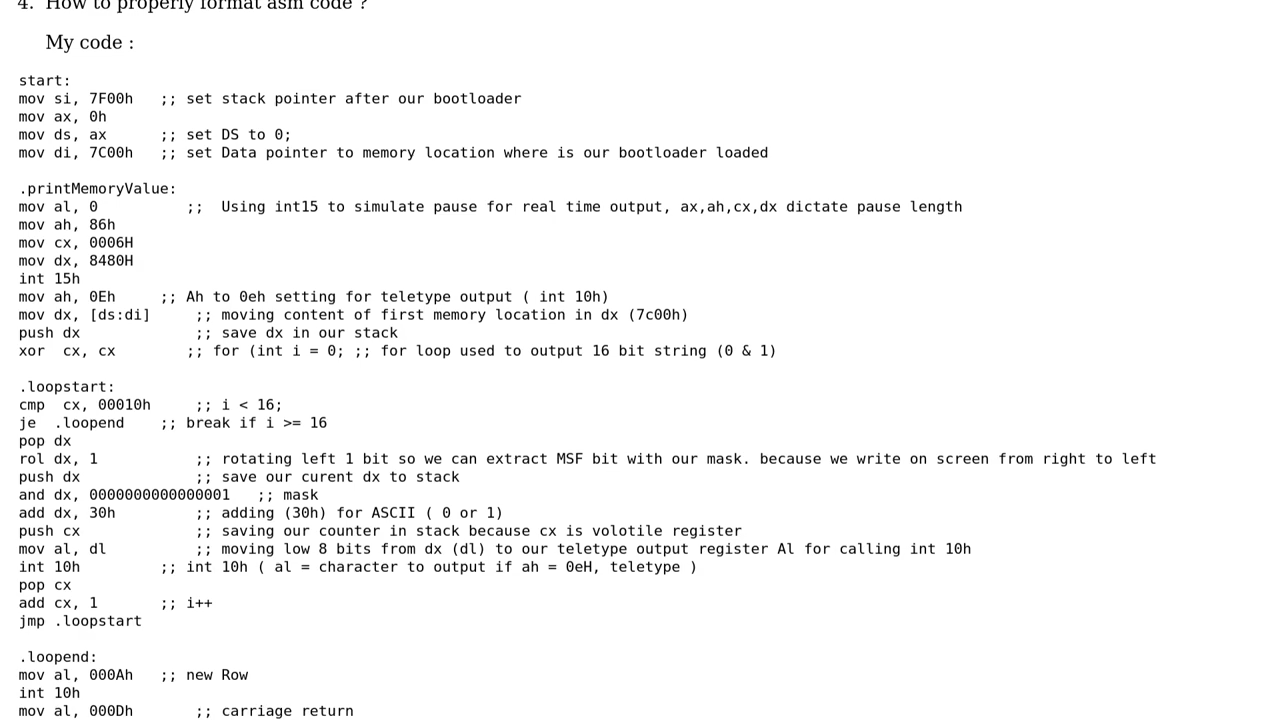 4. How to properly format asm code ?
My code :
start:
mov si, 7F00h   ;; set stack pointer after our bootloader
mov ax, 0h
mov ds, ax      ;; set DS to 0;
mov di, 7C00h   ;; set Data pointer to memory location where is our bootloader loaded
.printMemoryValue:
mov al, 0          ;;  Using int15 to simulate pause for real time output, ax,ah,cx,dx dictate pause length
mov ah, 86h
mov cx, 0006H
mov dx, 8480H
int 15h
mov ah, 0Eh     ;; Ah to 0eh setting for teletype output ( int 10h)
mov dx, [ds:di]     ;; moving content of first memory location in dx (7c00h)
push dx             ;; save dx in our stack
xor  cx, cx        ;; for (int i = 0; ;; for loop used to output 16 bit string (0 & 1)
.loopstart:
cmp  cx, 00010h     ;; i < 16;
je  .loopend    ;; break if i >= 16
pop dx
rol dx, 1           ;; rotating left 1 bit so we can extract MSF bit with our mask. because we write on screen from right to left
push dx             ;; save our curent dx to stack
and dx, 0000000000000001   ;; mask
add dx, 30h         ;; adding (30h) for ASCII ( 0 or 1)
push cx             ;; saving our counter in stack because cx is volotile register
mov al, dl          ;; moving low 8 bits from dx (dl) to our teletype output register Al for calling int 10h
int 10h         ;; int 10h ( al = character to output if ah = 0eH, teletype )
pop cx
add cx, 1       ;; i++
jmp .loopstart
.loopend:
mov al, 000Ah   ;; new Row
int 10h
mov al, 000Dh       ;; carriage return